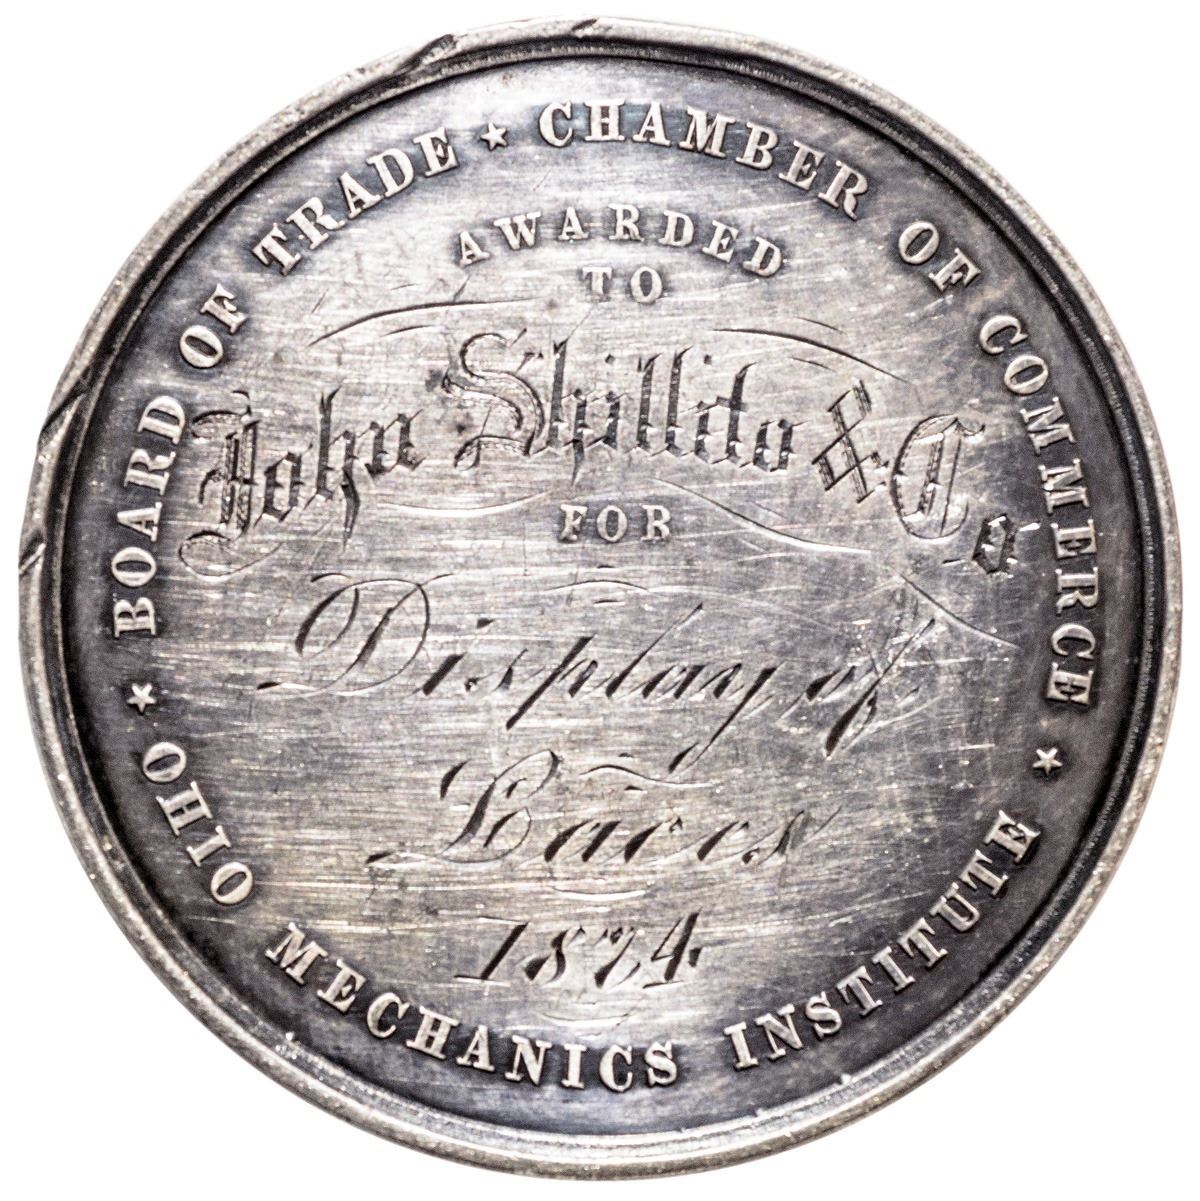 BOARD OF TRADE ★ CHAMBER OF COMMERCE ★
OHIO MECHANICS INSTITUTE ★
AWARDED
TO
John Shillito & Co,
FOR
Display of
Laces
1874.